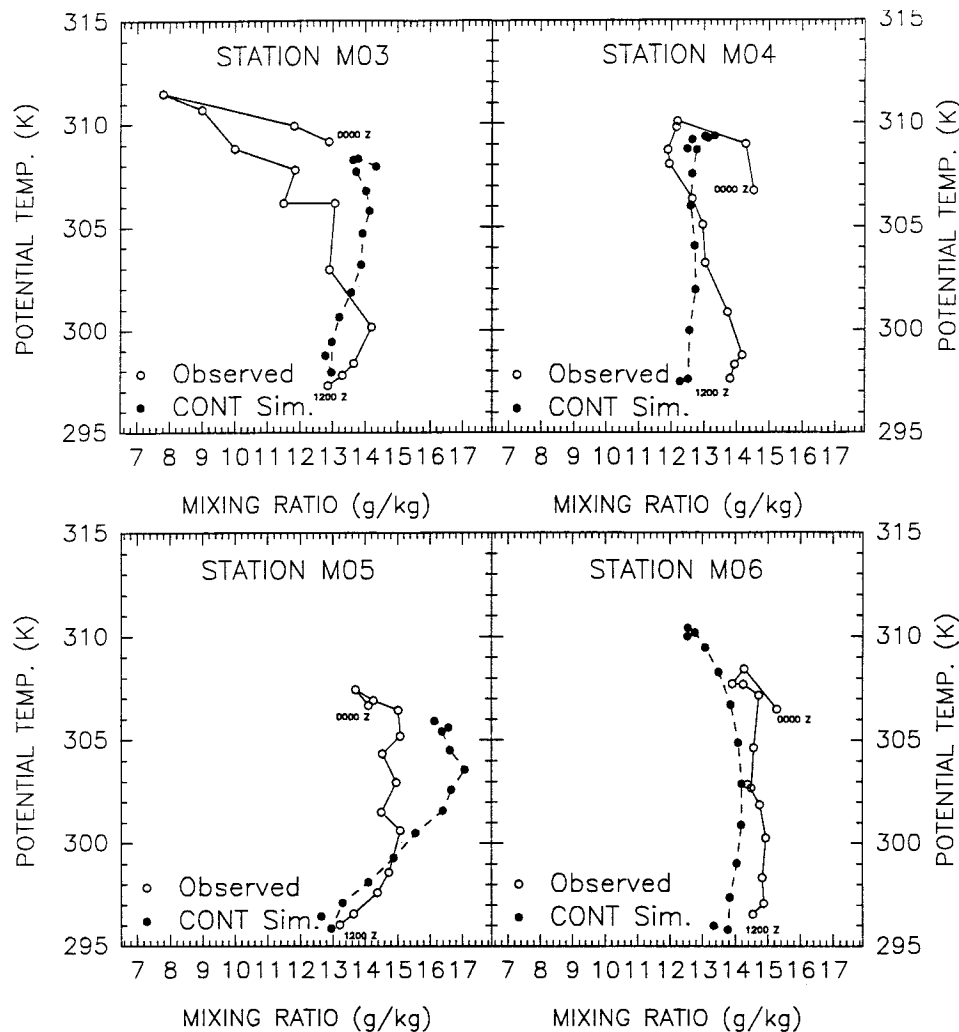 315 315
STATION M03 STATION M04
310 310
0000 Z 0000 Z
POTENTIAL TEMP. (K) POTENTIAL TEMP. (K)
305 305
300 300
Observed Observed
CONT Sim. CONT Sim.
1200 Z 1200 Z
295 295
7 8 9 10 11 12 13 14 15 16 17 7 8 9 10 11 12 13 14 15 16 17
MIXING RATIO (g/kg) MIXING RATIO (g/kg)
315 315
STATION M05 STATION M06
310 310
0000 Z 0000 Z
POTENTIAL TEMP. (K) POTENTIAL TEMP. (K)
305 305
300 300
Observed Observed
CONT Sim. CONT Sim.
1200 Z 1200 Z
295 295
7 8 9 10 11 12 13 14 15 16 17 7 8 9 10 11 12 13 14 15 16 17
MIXING RATIO (g/kg) MIXING RATIO (g/kg)